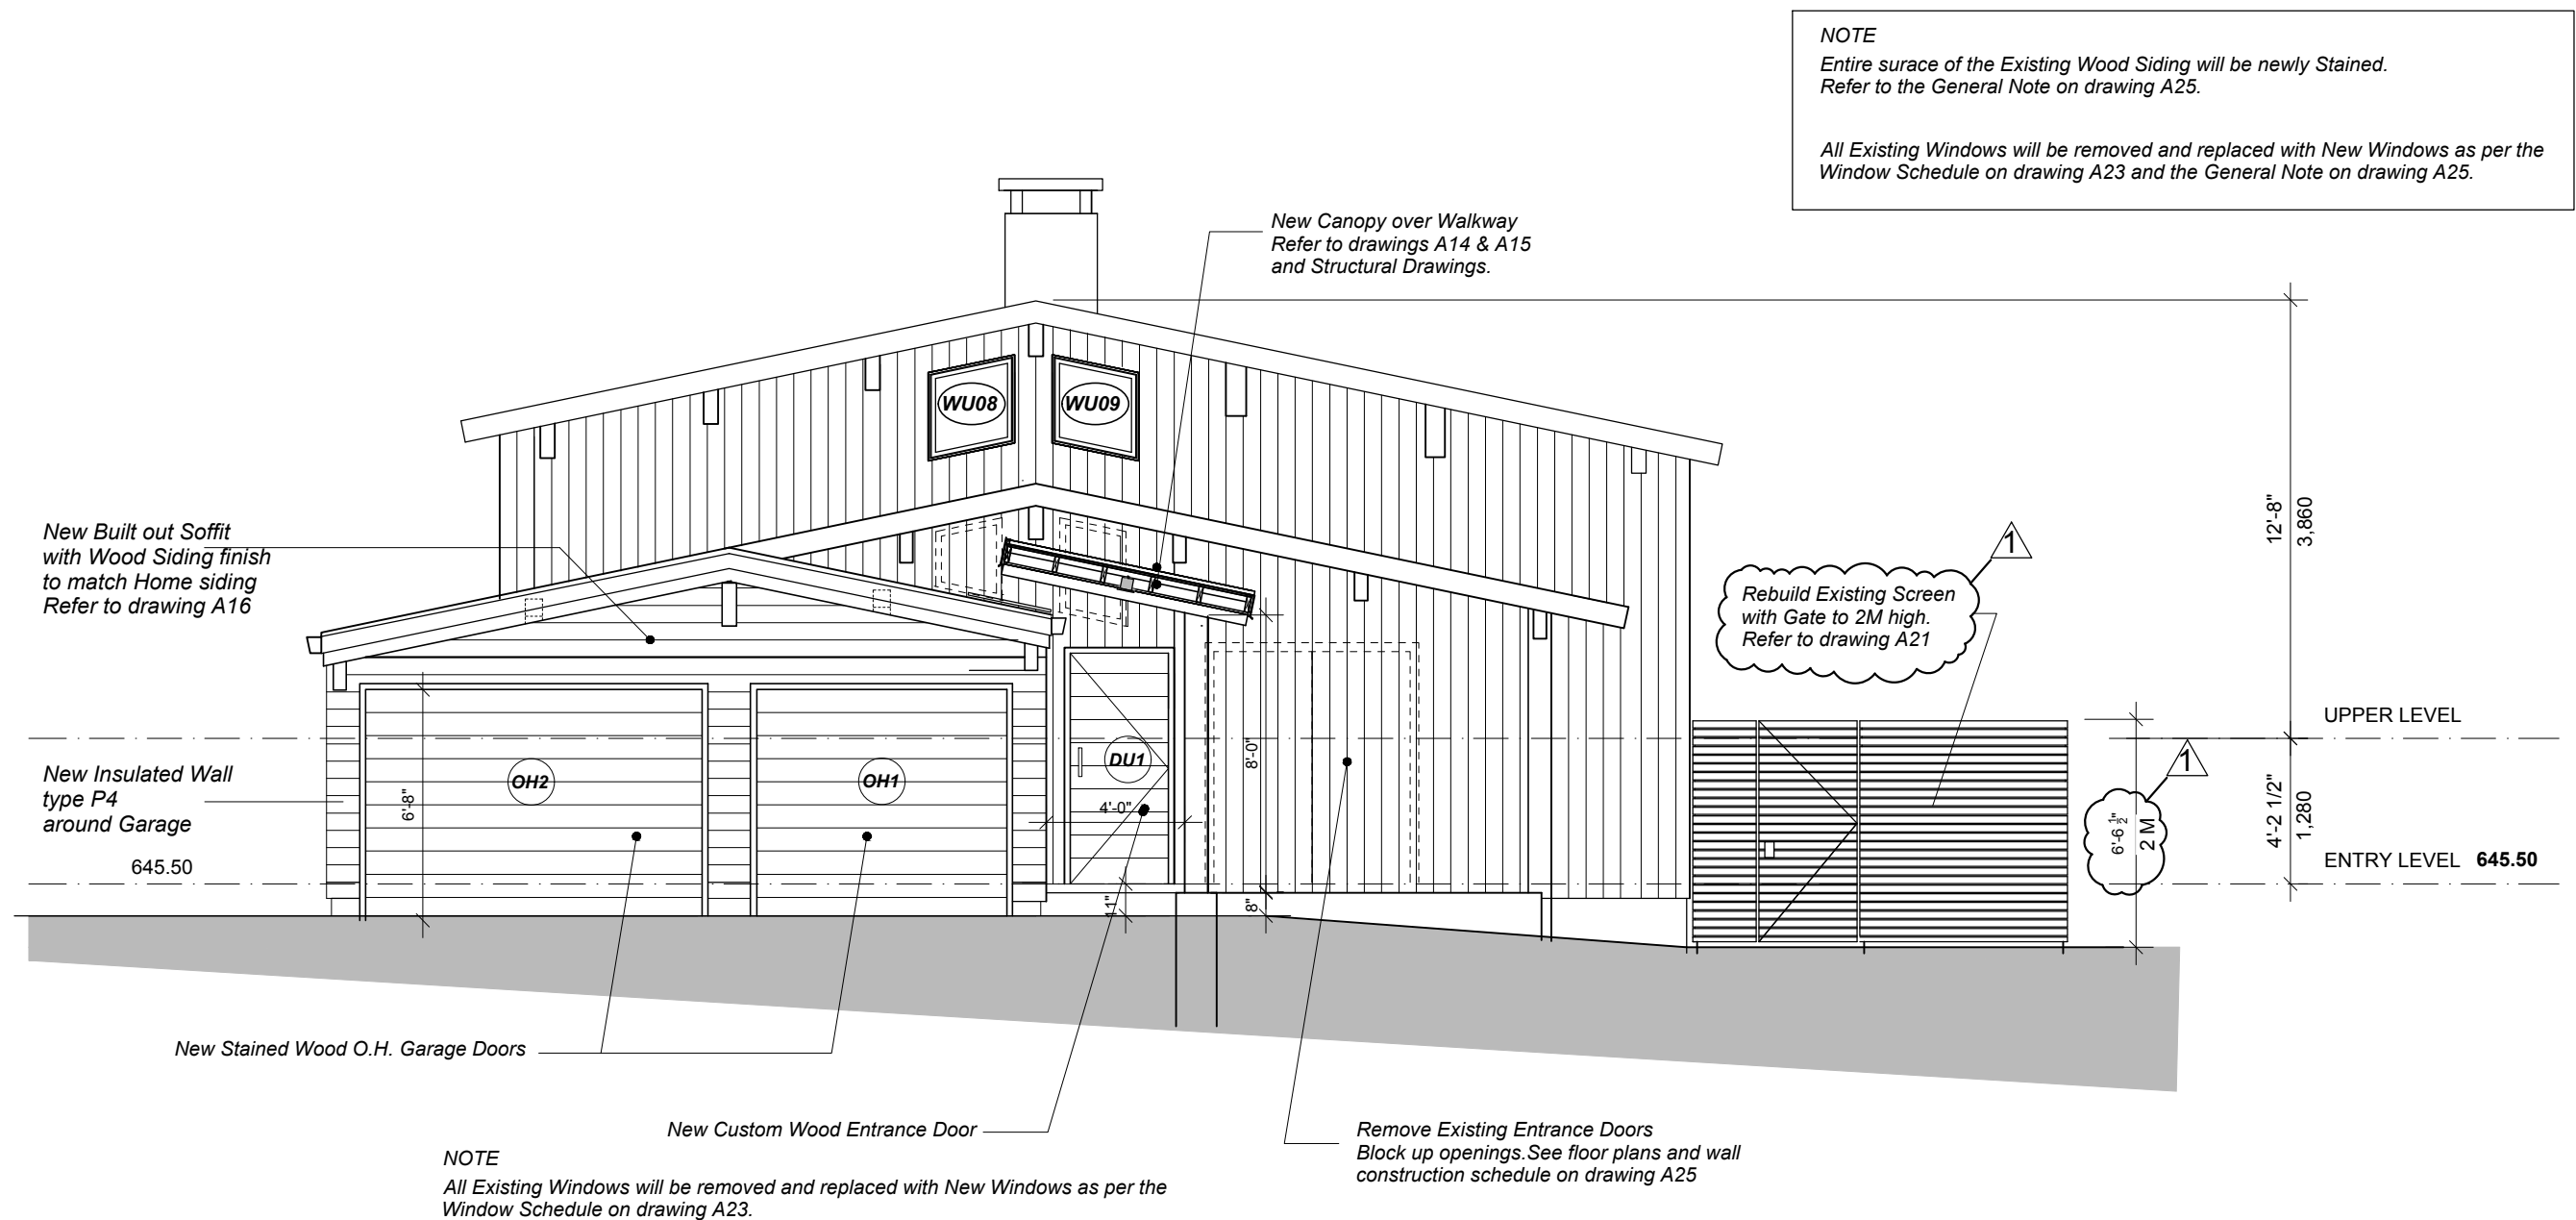 NOTE
Entire surace of the Existing Wood Siding will be newly Stained.
Refer to the General Note on drawing A25.
All Existing Windows will be removed and replaced with New Windows as per the
Window Schedule on drawing A23 and the General Note on drawing A25.
New Canopy over Walkway
Refer to drawings A14 & A15
and Structural Drawings.
WU08
WU09
12'-8"
3,860
New Built out Soffit
with Wood Siding finish
to match Home siding
Refer to drawing A16
1
Rebuild Existing Screen
with Gate to 2M high.
Refer to drawing A21
UPPER LEVEL
1
New Insulated Wall
type P4
around Garage
645.50
OH2
6'-8"
OH1
DU1
4'-0"
8'-0"
6'-6 1/2"
2 M
4'-2 1/2"
1,280
ENTRY LEVEL 645.50
11"
8"
New Stained Wood O.H. Garage Doors
New Custom Wood Entrance Door
Remove Existing Entrance Doors
Block up openings.See floor plans and wall
construction schedule on drawing A25
NOTE
All Existing Windows will be removed and replaced with New Windows as per the
Window Schedule on drawing A23.